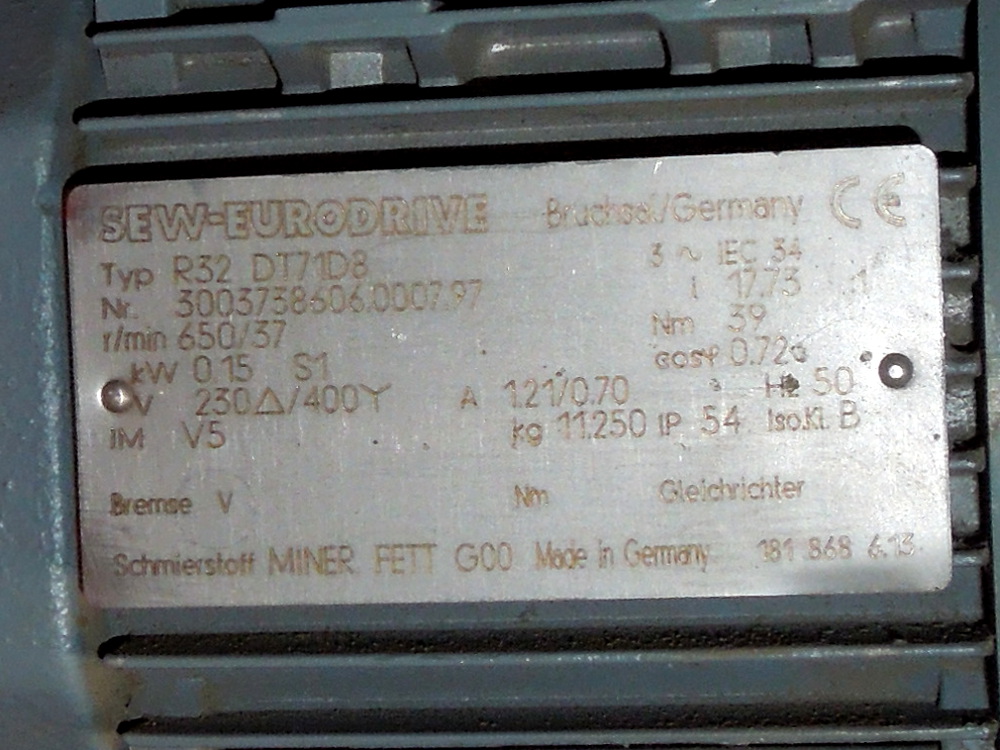 SEW-EURODRIVE Bruchsal/Germany CE
Typ R32 DT71D8 3 ~ IEC 34
Nr. 3003738606.0007.97 i 17.73 :1
r/min 650/37 Nm 39
kW 0.15 S1 cosφ 0.72
V 230△/400Y A 1.21/0.70 Hz 50
IM V5 kg 11.250 IP 54 Iso.Kl. B
Bremse V Nm Gleichrichter
Schmierstoff MINER FETT G00 Made in Germany 181 868 6.13